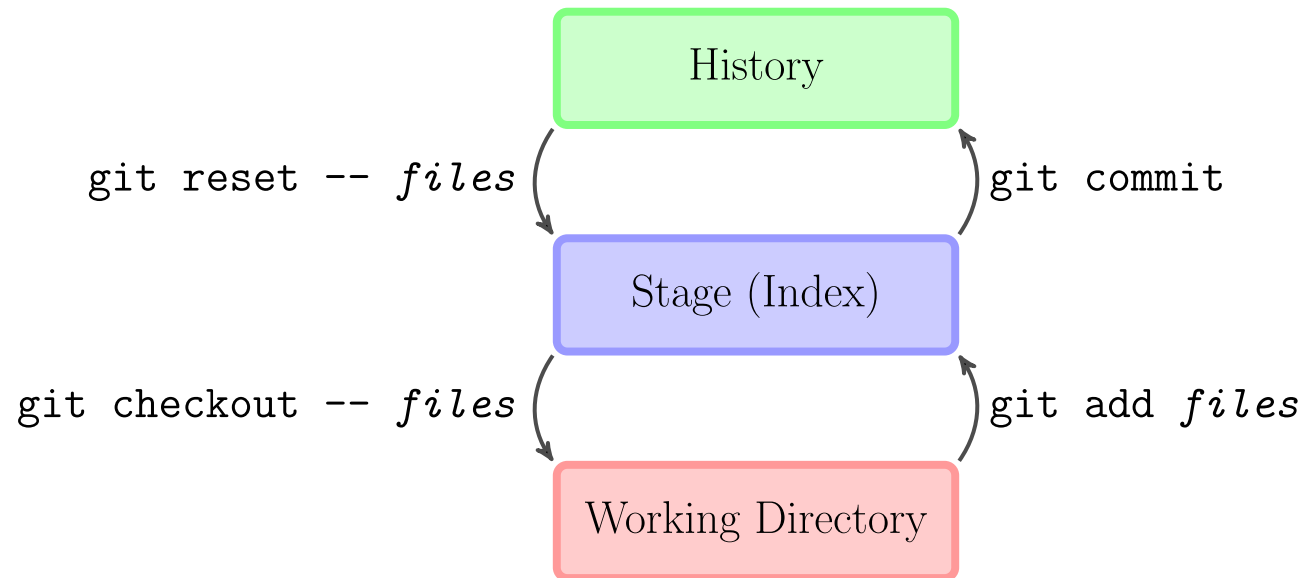 History
git reset -- files
git commit
Stage (Index)
git checkout -- files
git add files
Working Directory